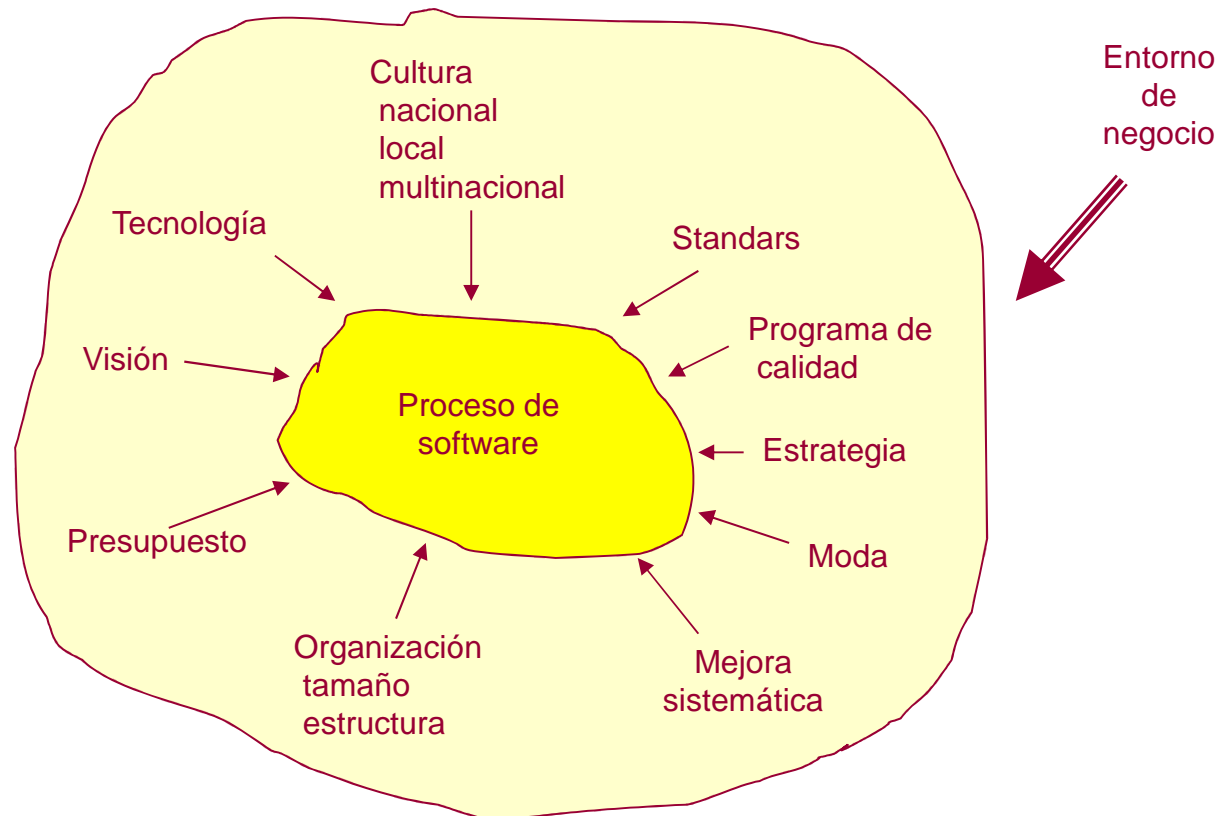 Entorno
de
negocio
Cultura
nacional
local
multinacional
Tecnología
Standars
Programa de
calidad
Visión
Proceso de
software
Estrategia
Presupuesto
Moda
Organización
tamaño
estructura
Mejora
sistemática